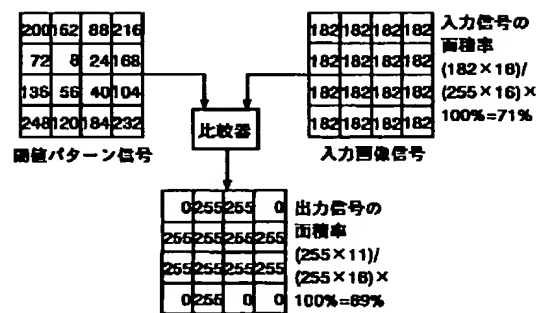 200 152 88 216
72 8 24 168
136 56 40 104
248 120 184 232
閾値パターン信号
182 182 182 182
182 182 182 182
182 182 182 182
182 182 182 182
入力画像信号
入力信号の
面積率
(182×16)/
(255×16)×
100%=71%
比較器
0 255 255 0
255 255 255 255
255 255 255 255
0 255 0 0
出力信号の
面積率
(255×11)/
(255×16)×
100%=69%